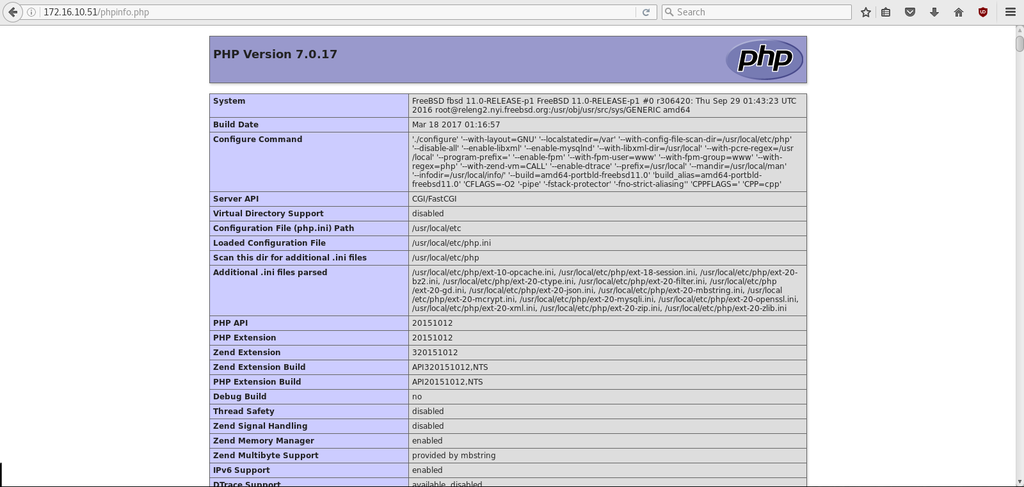 172.16.10.51/phpinfo.php
Search
PHP Version 7.0.17
php
System
FreeBSD fbsd 11.0-RELEASE-p1 FreeBSD 11.0-RELEASE-p1 #0 r306420: Thu Sep 29 01:43:23 UTC
2016 root@releng2.nyi.freebsd.org:/usr/obj/usr/src/sys/GENERIC amd64
Build Date
Mar 18 2017 01:16:57
Configure Command
'./configure' '--with-layout=GNU' '--localstatedir=/var' '--with-config-file-scan-dir=/usr/local/etc/php'
'--disable-all' '--enable-libxml' '--enable-mysqlnd' '--with-libxml-dir=/usr/local' '--with-pcre-regex=/usr
/local' '--program-prefix=' '--enable-fpm' '--with-fpm-user=www' '--with-fpm-group=www' '--with-
regex=php' '--with-zend-vm=CALL' '--enable-dtrace' '--prefix=/usr/local' '--mandir=/usr/local/man'
'--infodir=/usr/local/info/' '--build=amd64-portbld-freebsd11.0' 'build_alias=amd64-portbld-
freebsd11.0' 'CFLAGS=-O2 '-pipe' '-fstack-protector' '-fno-strict-aliasing'' 'CPPFLAGS=' 'CPP=cpp'
Server API
CGI/FastCGI
Virtual Directory Support
disabled
Configuration File (php.ini) Path
/usr/local/etc
Loaded Configuration File
/usr/local/etc/php.ini
Scan this dir for additional .ini files
/usr/local/etc/php
Additional .ini files parsed
/usr/local/etc/php/ext-10-opcache.ini, /usr/local/etc/php/ext-18-session.ini, /usr/local/etc/php/ext-20-
bz2.ini, /usr/local/etc/php/ext-20-ctype.ini, /usr/local/etc/php/ext-20-filter.ini, /usr/local/etc/php
/ext-20-gd.ini, /usr/local/etc/php/ext-20-json.ini, /usr/local/etc/php/ext-20-mbstring.ini, /usr/local
/etc/php/ext-20-mcrypt.ini, /usr/local/etc/php/ext-20-mysqli.ini, /usr/local/etc/php/ext-20-openssl.ini,
/usr/local/etc/php/ext-20-xml.ini, /usr/local/etc/php/ext-20-zip.ini, /usr/local/etc/php/ext-20-zlib.ini
PHP API
20151012
PHP Extension
20151012
Zend Extension
320151012
Zend Extension Build
API320151012,NTS
PHP Extension Build
API20151012,NTS
Debug Build
no
Thread Safety
disabled
Zend Signal Handling
disabled
Zend Memory Manager
enabled
Zend Multibyte Support
provided by mbstring
IPv6 Support
enabled
DTrace Support
available, disabled